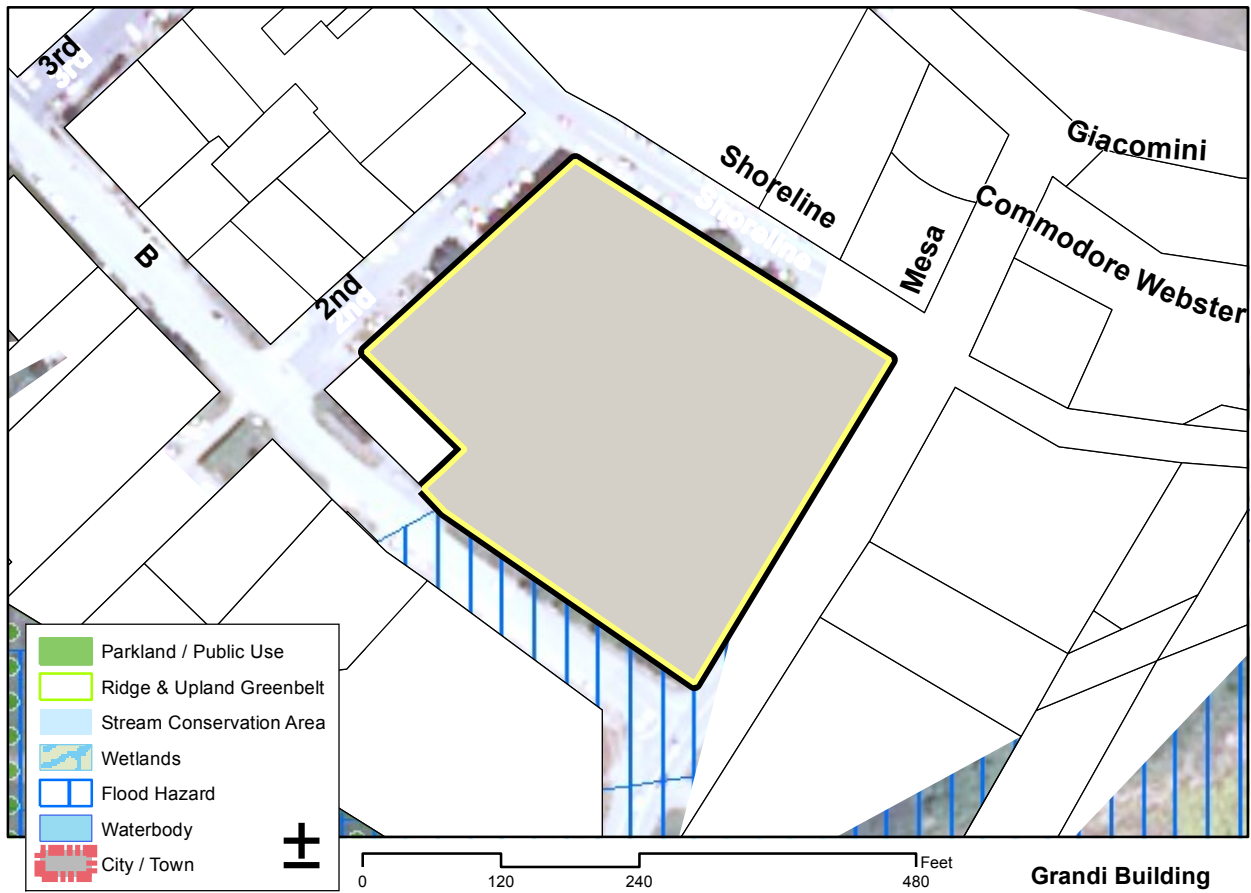 3rd
3rd
Giacomini
Shoreline
Shoreline
Commodore Webster
Mesa
B
2nd
2nd
Parkland / Public Use
Ridge & Upland Greenbelt
Stream Conservation Area
Wetlands
Flood Hazard
Waterbody
City / Town
±
Feet
0 120 240 480
Grandi Building